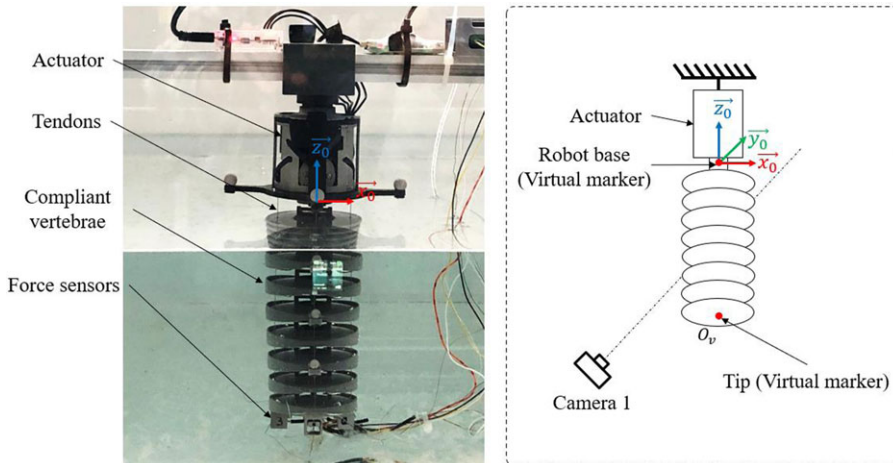 Actuator
Tendons
Compliant
vertebrae
Force sensors
z₀
x₀
3
Actuator
z₀
y₀
Robot base
(Virtual marker)
x₀
Oᵥ
Tip (Virtual marker)
Camera 1